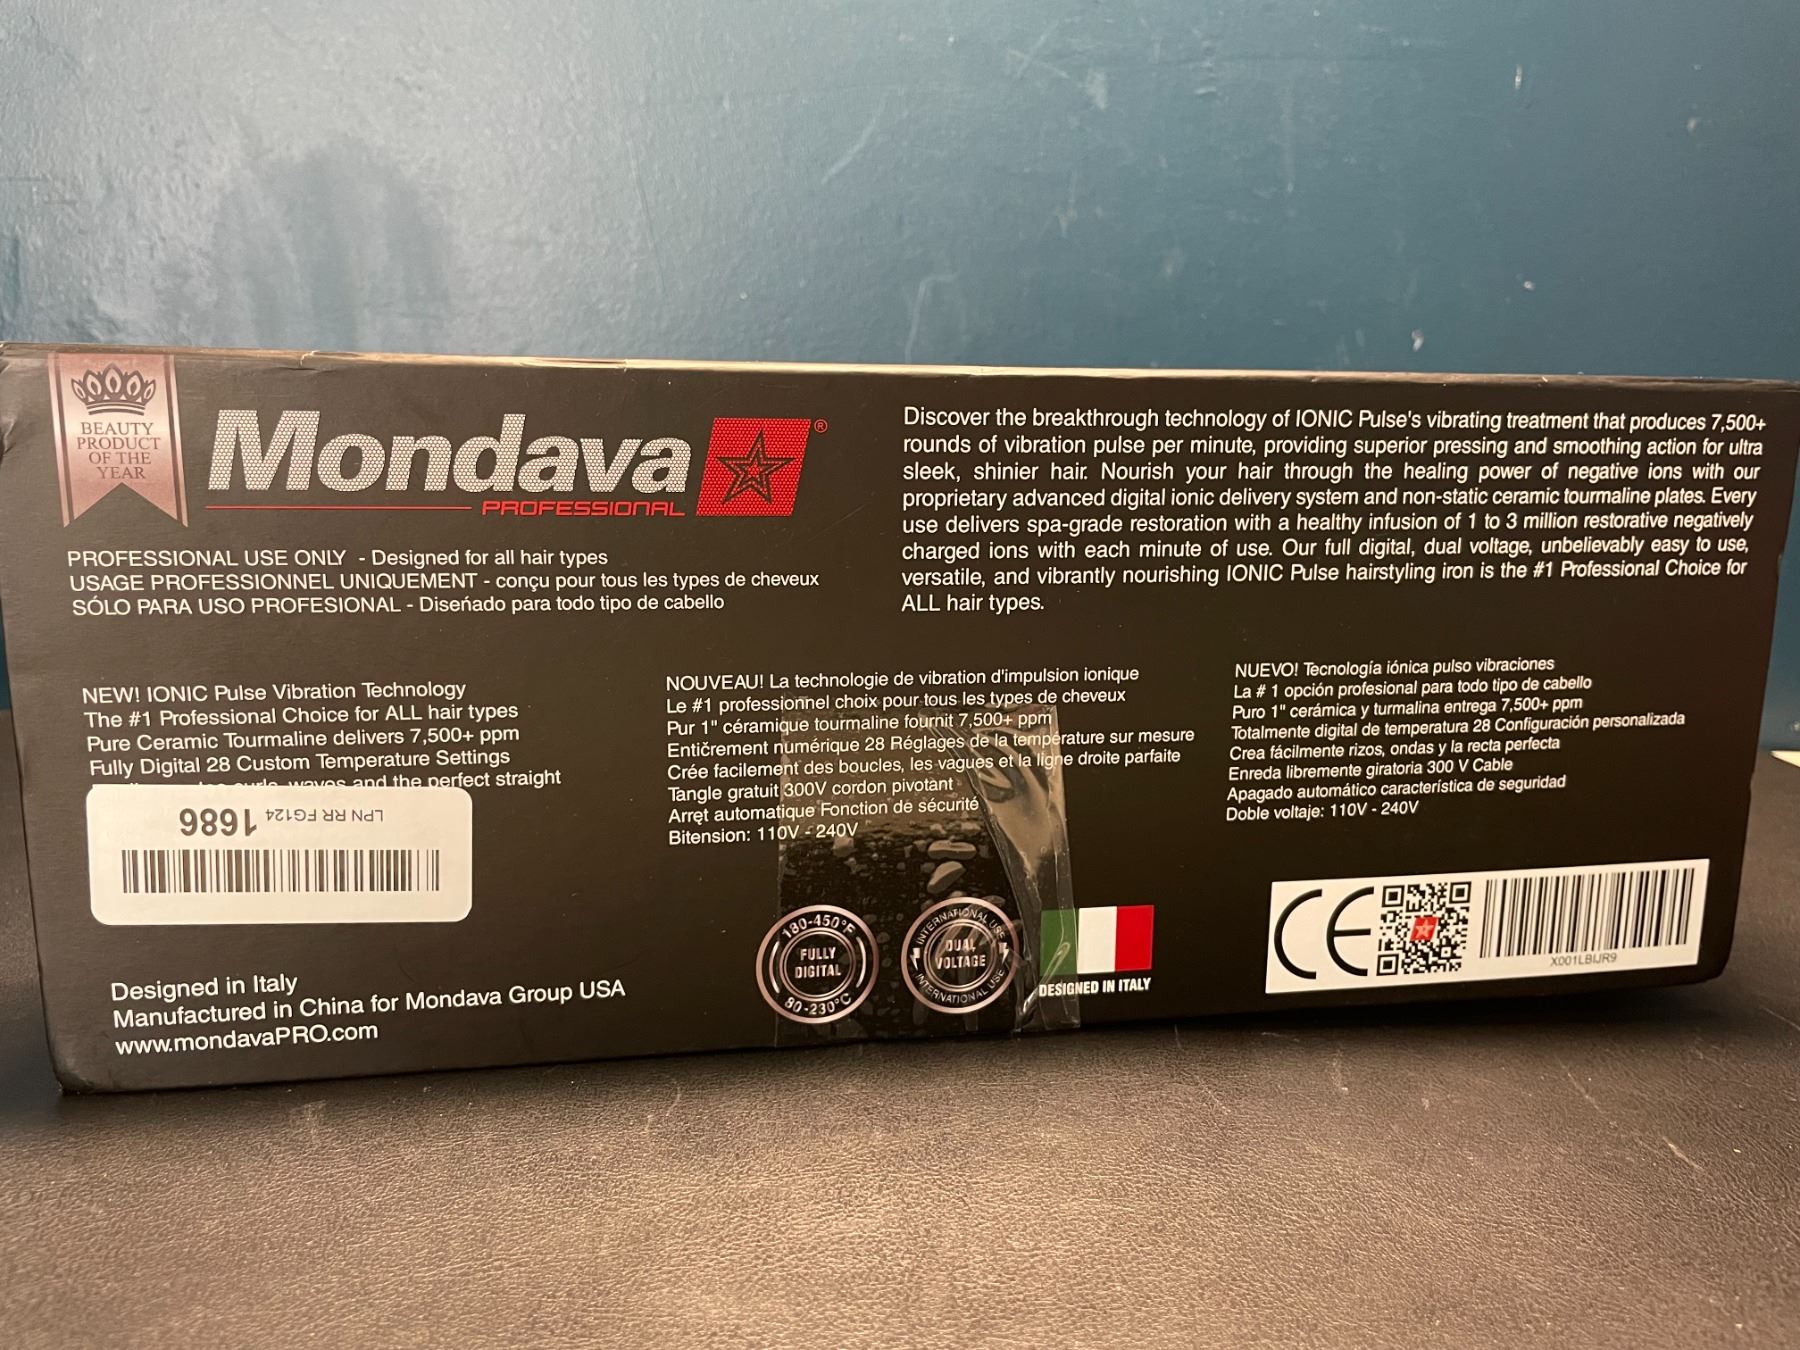 BEAUTY
PRODUCT
OF THE
YEAR
Mondava ®
PROFESSIONAL
PROFESSIONAL USE ONLY - Designed for all hair types
USAGE PROFESSIONNEL UNIQUEMENT - conçu pour tous les types de cheveux
SÓLO PARA USO PROFESIONAL - Diseńado para todo tipo de cabello
Discover the breakthrough technology of IONIC Pulse's vibrating treatment that produces 7,500+
rounds of vibration pulse per minute, providing superior pressing and smoothing action for ultra
sleek, shinier hair. Nourish your hair through the healing power of negative ions with our
proprietary advanced digital ionic delivery system and non-static ceramic tourmaline plates. Every
use delivers spa-grade restoration with a healthy infusion of 1 to 3 million restorative negatively
charged ions with each minute of use. Our full digital, dual voltage, unbelievably easy to use,
versatile, and vibrantly nourishing IONIC Pulse hairstyling iron is the #1 Professional Choice for
ALL hair types.
NEW! IONIC Pulse Vibration Technology
The #1 Professional Choice for ALL hair types
Pure Ceramic Tourmaline delivers 7,500+ ppm
Fully Digital 28 Custom Temperature Settings
curls, waves and the perfect straight
LPN RR FG124 1686
NOUVEAU! La technologie de vibration d'impulsion ionique
Le #1 professionnel choix pour tous les types de cheveux
Pur 1" céramique tourmaline fournit 7,500+ ppm
Entičrement numérique 28 Réglages de la température sur mesure
Crée facilement des boucles, les vagues et la ligne droite parfaite
Tangle gratuit 300V cordon pivotant
Arręt automatique Fonction de sécurité
Bitension: 110V - 240V
NUEVO! Tecnología iónica pulso vibraciones
La # 1 opción profesional para todo tipo de cabello
Puro 1" cerámica y turmalina entrega 7,500+ ppm
Totalmente digital de temperatura 28 Configuración personalizada
Crea fácilmente rizos, ondas y la recta perfecta
Enreda libremente giratoria 300 V Cable
Apagado automático característica de seguridad
Doble voltaje: 110V - 240V
Designed in Italy
Manufactured in China for Mondava Group USA
www.mondavaPRO.com
180-450°F
FULLY
DIGITAL
80-230°C
INTERNATIONAL USE
DUAL
VOLTAGE
INTERNATIONAL USE
DESIGNED IN ITALY
CE
X001LBIJR9